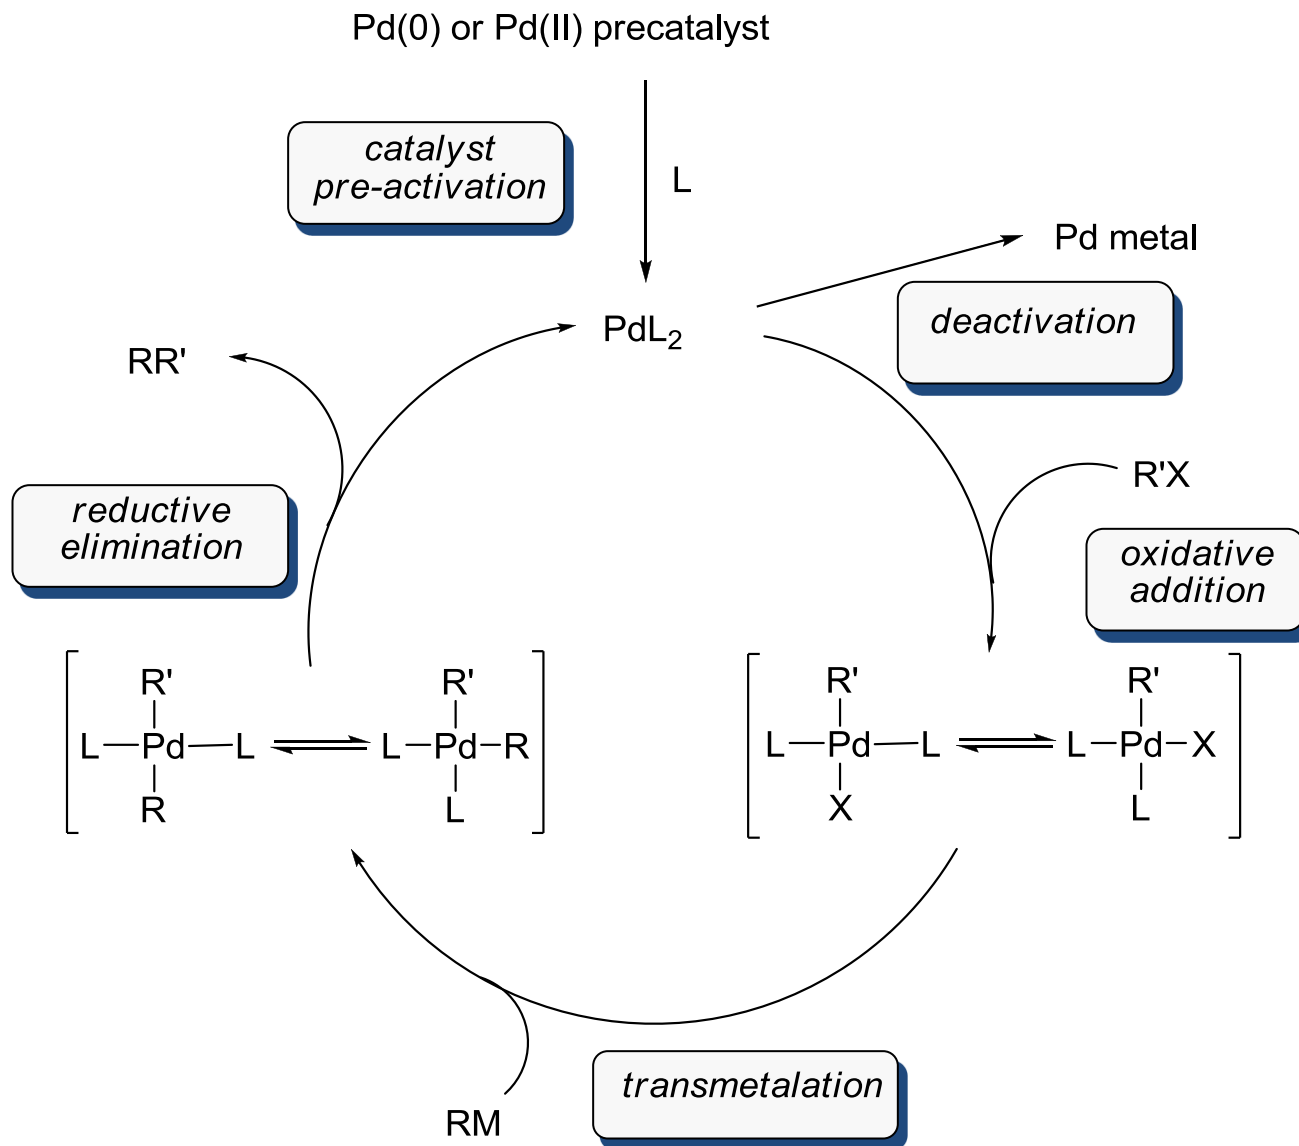 Pd(0) or Pd(II) precatalyst
catalyst
pre-activation
L
Pd metal
deactivation
PdL2
RR'
R'X
reductive
elimination
oxidative
addition
R'
L Pd L
R
R'
L Pd R
L
R'
L Pd L
X
R'
L Pd X
L
transmetalation
RM